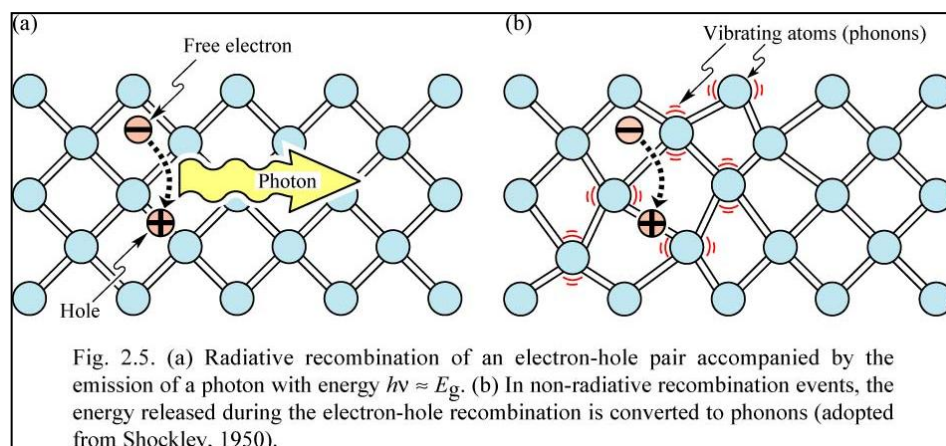 (a)
Free electron
Photon
Hole
(b)
Vibrating atoms (phonons)
Fig. 2.5. (a) Radiative recombination of an electron-hole pair accompanied by the
emission of a photon with energy hν ≈ Eg. (b) In non-radiative recombination events, the
energy released during the electron-hole recombination is converted to phonons (adopted
from Shockley, 1950).